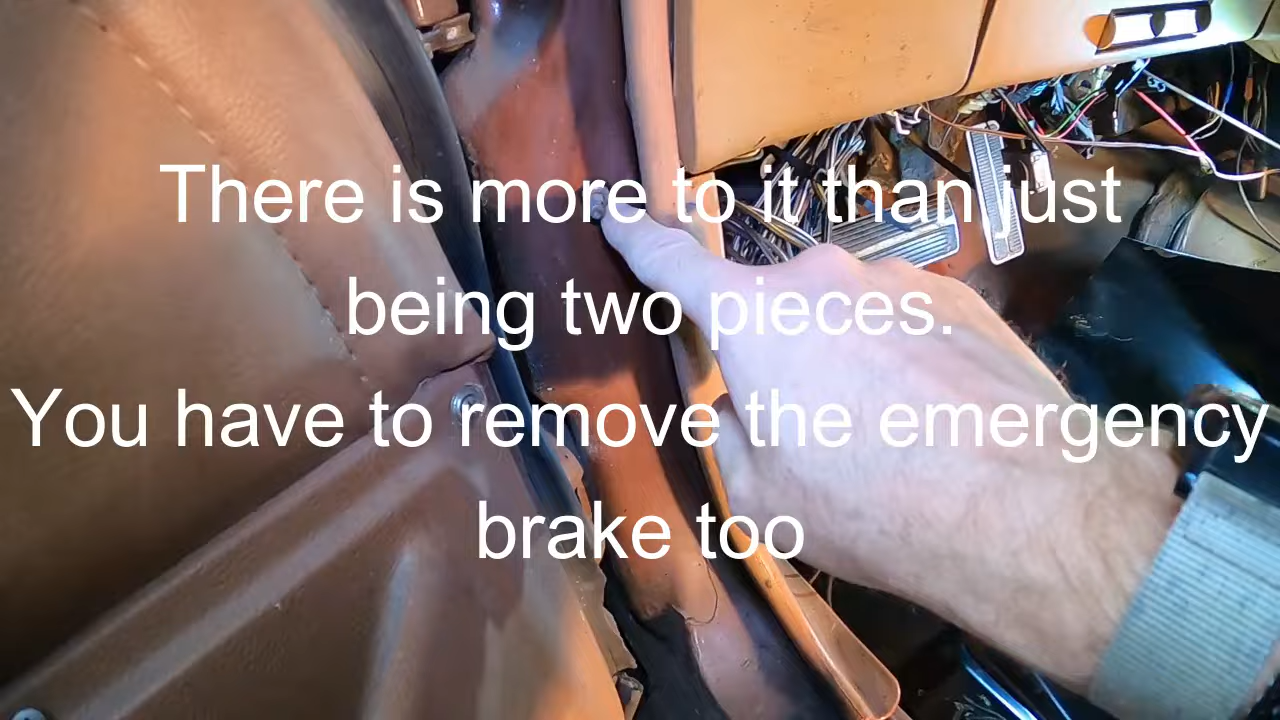 There is more to it than just
being two pieces.
You have to remove the emergency
brake too